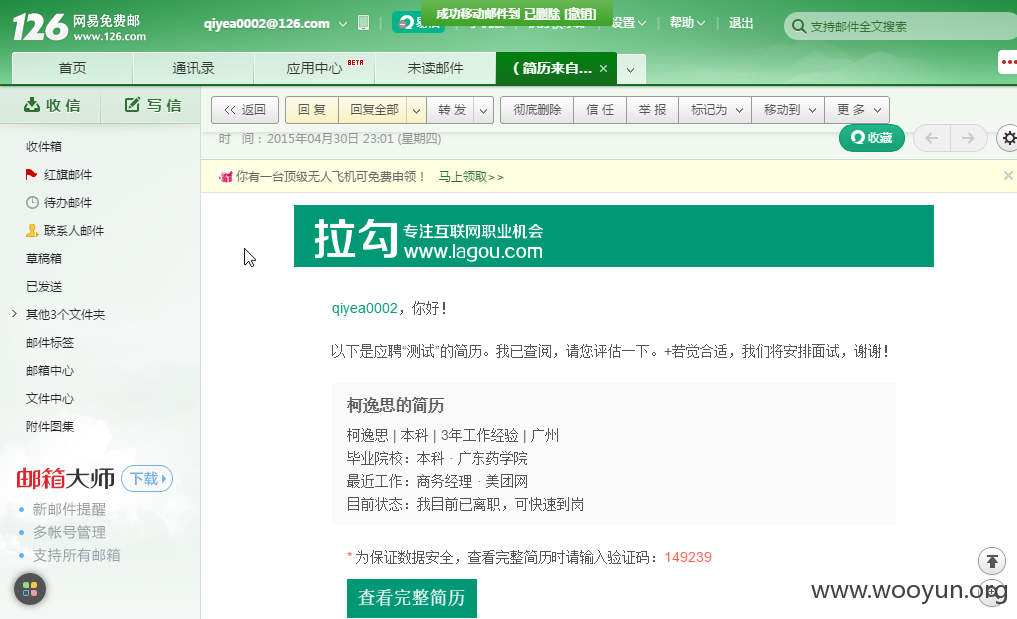 126 网易免费邮
www.126.com
qiyea0002@126.com
成功移动邮件到 已删除 [撤销]
设置
帮助
退出
支持邮件全文搜索
首页
通讯录
应用中心 BETA
未读邮件
(简历来自... ×
收 信
写 信
<< 返回
回 复
回复全部
转 发
彻底删除
信 任
举 报
标记为
移动到
更 多
时 间：2015年04月30日 23:01 (星期四)
收藏
你有一台顶级无人飞机可免费申领！ 马上领取>>
收件箱
红旗邮件
待办邮件
联系人邮件
草稿箱
已发送
其他3个文件夹
邮件标签
邮箱中心
文件中心
附件图集
邮箱大师 下载
新邮件提醒
多帐号管理
支持所有邮箱
拉勾 专注互联网职业机会
www.lagou.com
qiyea0002，你好！
以下是应聘“测试”的简历。我已查阅，请您评估一下。+若觉合适，我们将安排面试，谢谢！
柯逸思的简历
柯逸思 | 本科 | 3年工作经验 | 广州
毕业院校：本科 · 广东药学院
最近工作：商务经理 · 美团网
目前状态：我目前已离职，可快速到岗
* 为保证数据安全，查看完整简历时请输入验证码：149239
查看完整简历
www.wooyun.org